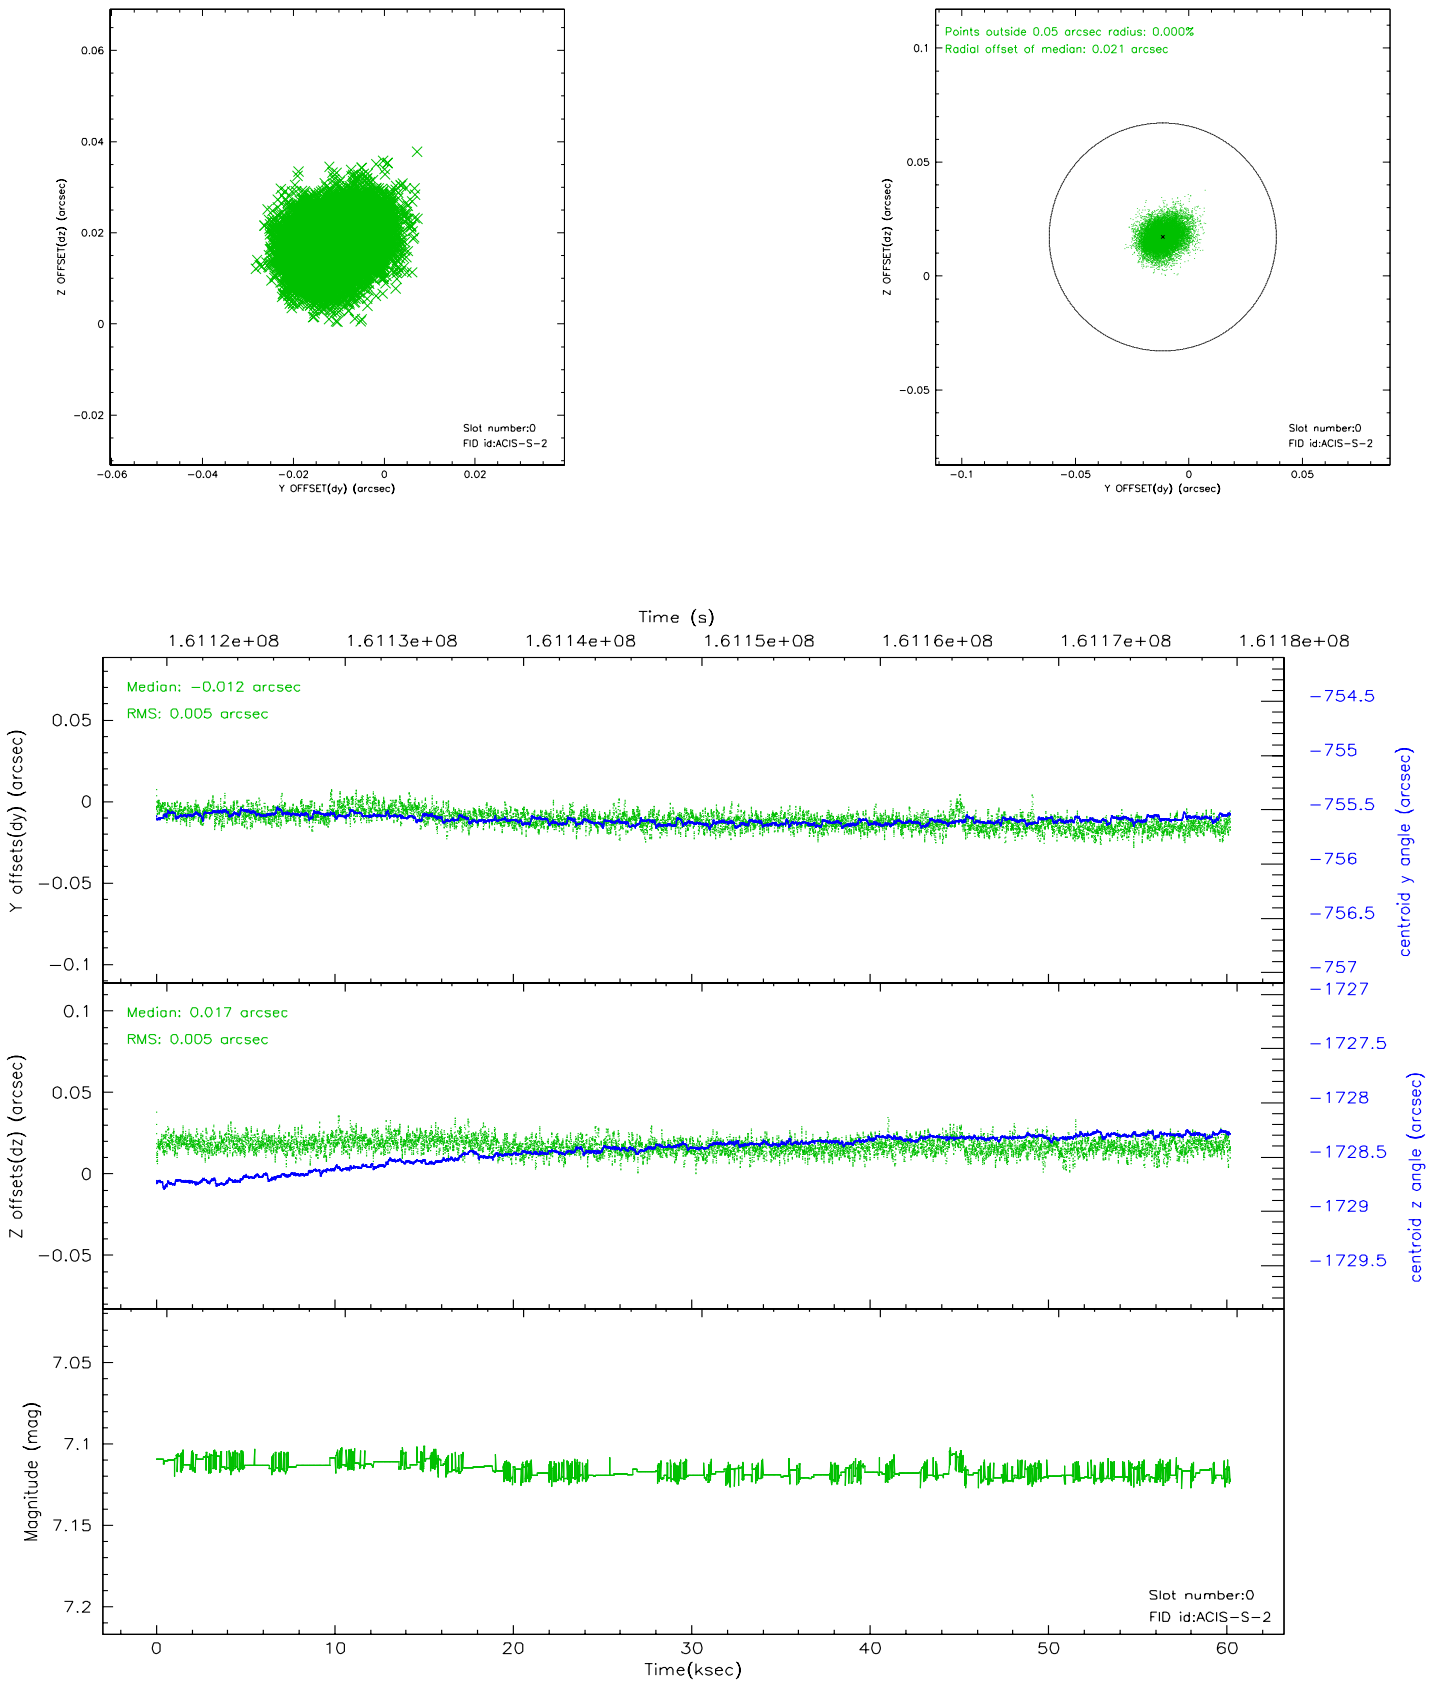 0.06
0.04
0.02
0
-0.02
Z OFFSET(dz) (arcsec)
Slot number:0
FID id:ACIS-S-2
-0.06 -0.04 -0.02 0 0.02
Y OFFSET(dy) (arcsec)
Points outside 0.05 arcsec radius: 0.000%
Radial offset of median: 0.021 arcsec
0.1
0.05
0
-0.05
Z OFFSET(dz) (arcsec)
Slot number:0
FID id:ACIS-S-2
-0.1 -0.05 0 0.05
Y OFFSET(dy) (arcsec)
Time (s)
1.6112e+08 1.6113e+08 1.6114e+08 1.6115e+08 1.6116e+08 1.6117e+08 1.6118e+08
Median: -0.012 arcsec
RMS: 0.005 arcsec
0.05
0
-0.05
-0.1
Y offsets(dy) (arcsec)
-754.5
-755
-755.5
-756
-756.5
-757
centroid y angle (arcsec)
Median: 0.017 arcsec
RMS: 0.005 arcsec
0.1
0.05
0
-0.05
Z offsets(dz) (arcsec)
-1727
-1727.5
-1728
-1728.5
-1729
-1729.5
centroid z angle (arcsec)
7.05
7.1
7.15
7.2
Magnitude (mag)
Slot number:0
FID id:ACIS-S-2
0 10 20 30 40 50 60
Time(ksec)